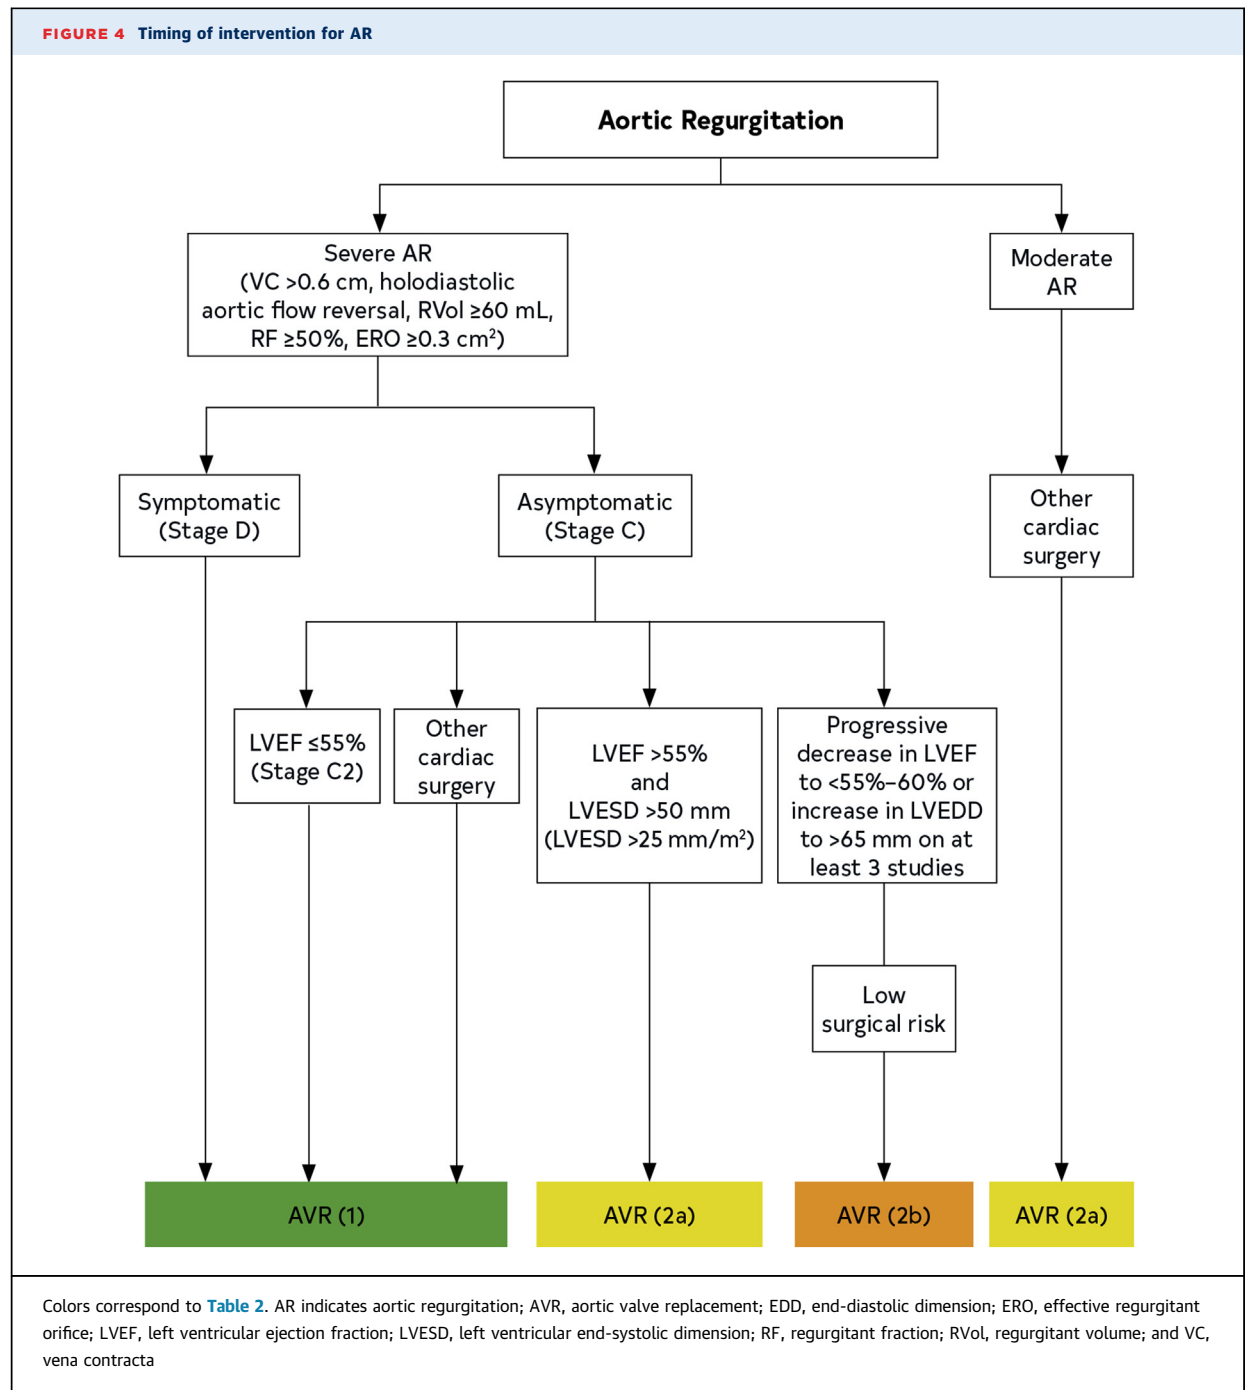 FIGURE 4 Timing of intervention for AR
Aortic Regurgitation
Severe AR
(VC >0.6 cm, holodiastolic
aortic flow reversal, RVol ≥60 mL,
RF ≥50%, ERO ≥0.3 cm²)
Moderate
AR
Symptomatic
(Stage D)
Asymptomatic
(Stage C)
Other
cardiac
surgery
LVEF ≤55%
(Stage C2)
Other
cardiac
surgery
LVEF >55%
and
LVESD >50 mm
(LVESD >25 mm/m²)
Progressive
decrease in LVEF
to <55%–60% or
increase in LVEDD
to >65 mm on at
least 3 studies
Low
surgical risk
AVR (1)
AVR (2a)
AVR (2b)
AVR (2a)
Colors correspond to Table 2. AR indicates aortic regurgitation; AVR, aortic valve replacement; EDD, end-diastolic dimension; ERO, effective regurgitant
orifice; LVEF, left ventricular ejection fraction; LVESD, left ventricular end-systolic dimension; RF, regurgitant fraction; RVol, regurgitant volume; and VC,
vena contracta